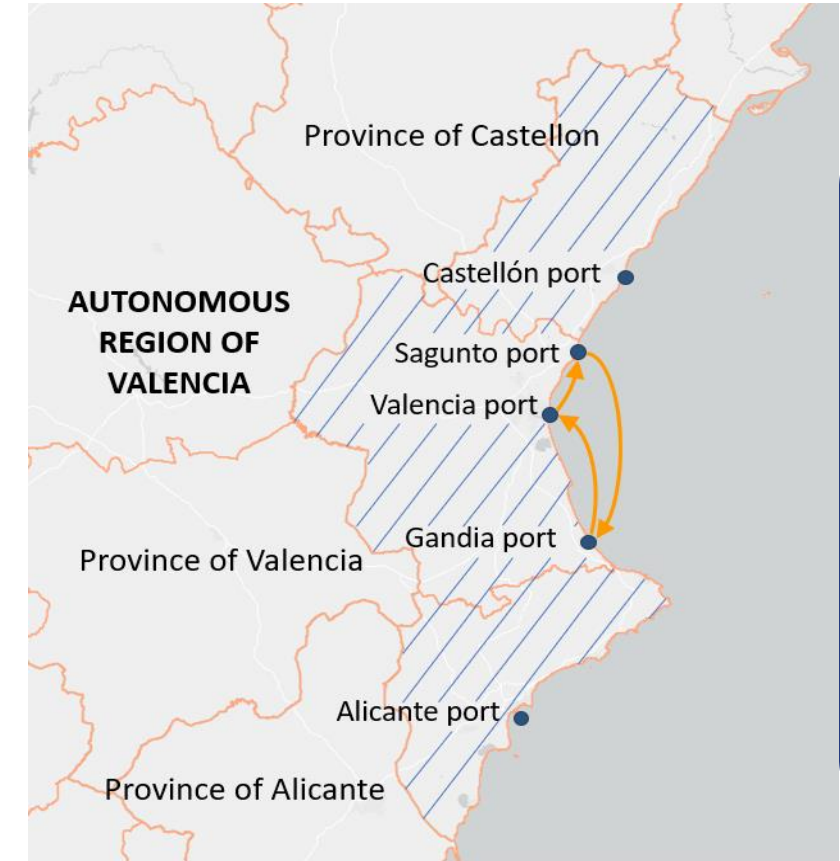 Province of Castellon
Castellón port
AUTONOMOUS
REGION OF
VALENCIA
Sagunto port
Valencia port
Gandia port
Province of Valencia
Alicante port
Province of Alicante